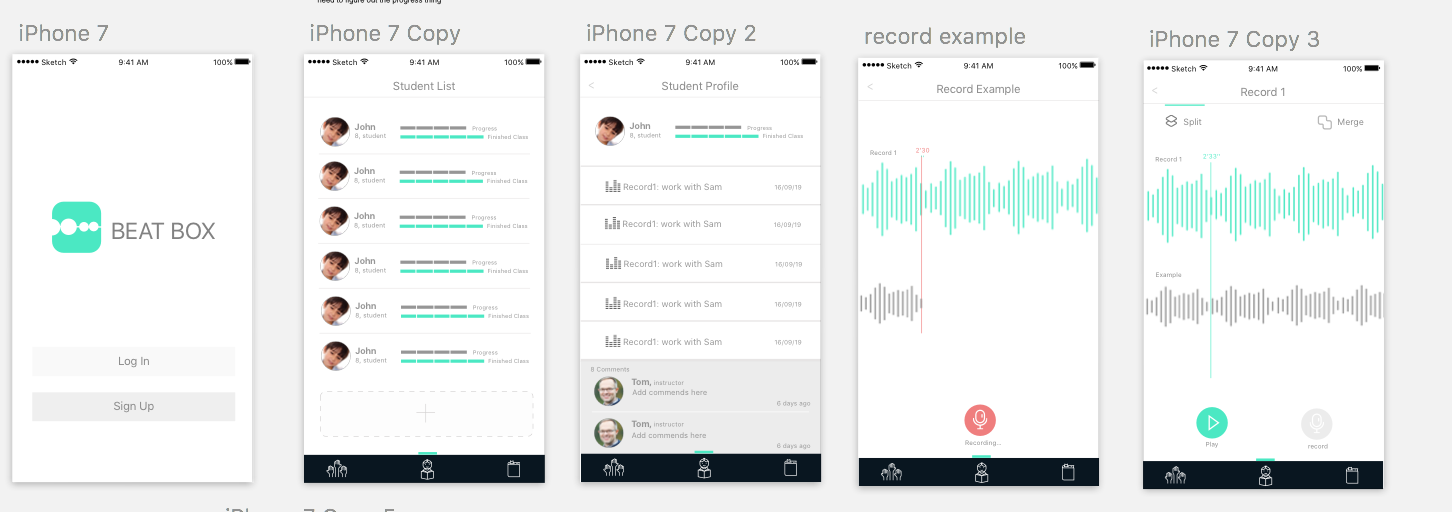 need to figure out the progress thing
iPhone 7
iPhone 7 Copy
iPhone 7 Copy 2
record example
iPhone 7 Copy 3
Sketch 9:41 AM 100%
BEAT BOX
Log In
Sign Up
Sketch 9:41 AM 100%
Student List
John Progress
8, student Finished Class
John Progress
8, student Finished Class
John Progress
8, student Finished Class
John Progress
8, student Finished Class
John Progress
8, student Finished Class
John Progress
8, student Finished Class
Sketch 9:41 AM 100%
< Student Profile
John Progress
8, student Finished Class
Record1: work with Sam 16/09/19
Record1: work with Sam 16/09/19
Record1: work with Sam 16/09/19
Record1: work with Sam 16/09/19
Record1: work with Sam 16/09/19
8 Comments
Tom, instructor
Add commends here
6 days ago
Tom, instructor
Add commends here
6 days ago
Sketch 9:41 AM 100%
< Record Example
Record 1 2'30
Recording...
Sketch 9:41 AM 100%
< Record 1
Split Merge
Record 1 2'33"
Example
Play record